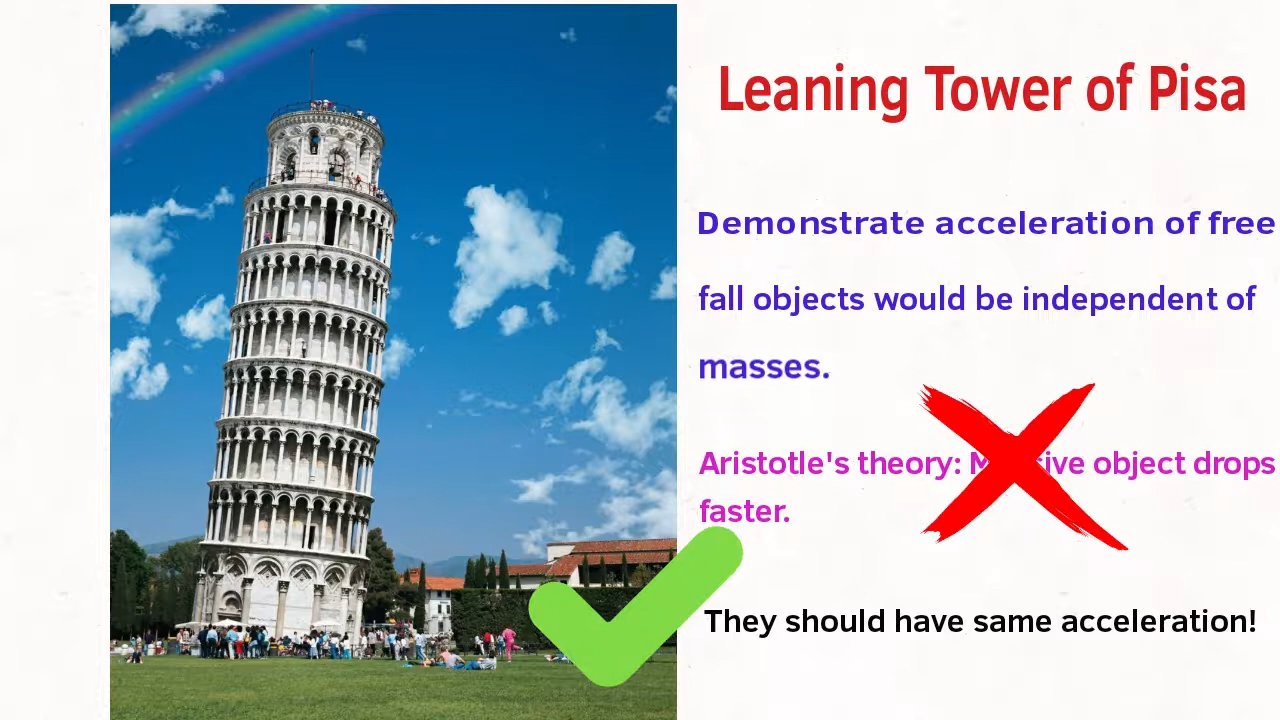 Leaning Tower of Pisa
Demonstrate acceleration of free
fall objects would be independent of
masses.
Aristotle's theory: object drops
faster.
They should have same acceleration!